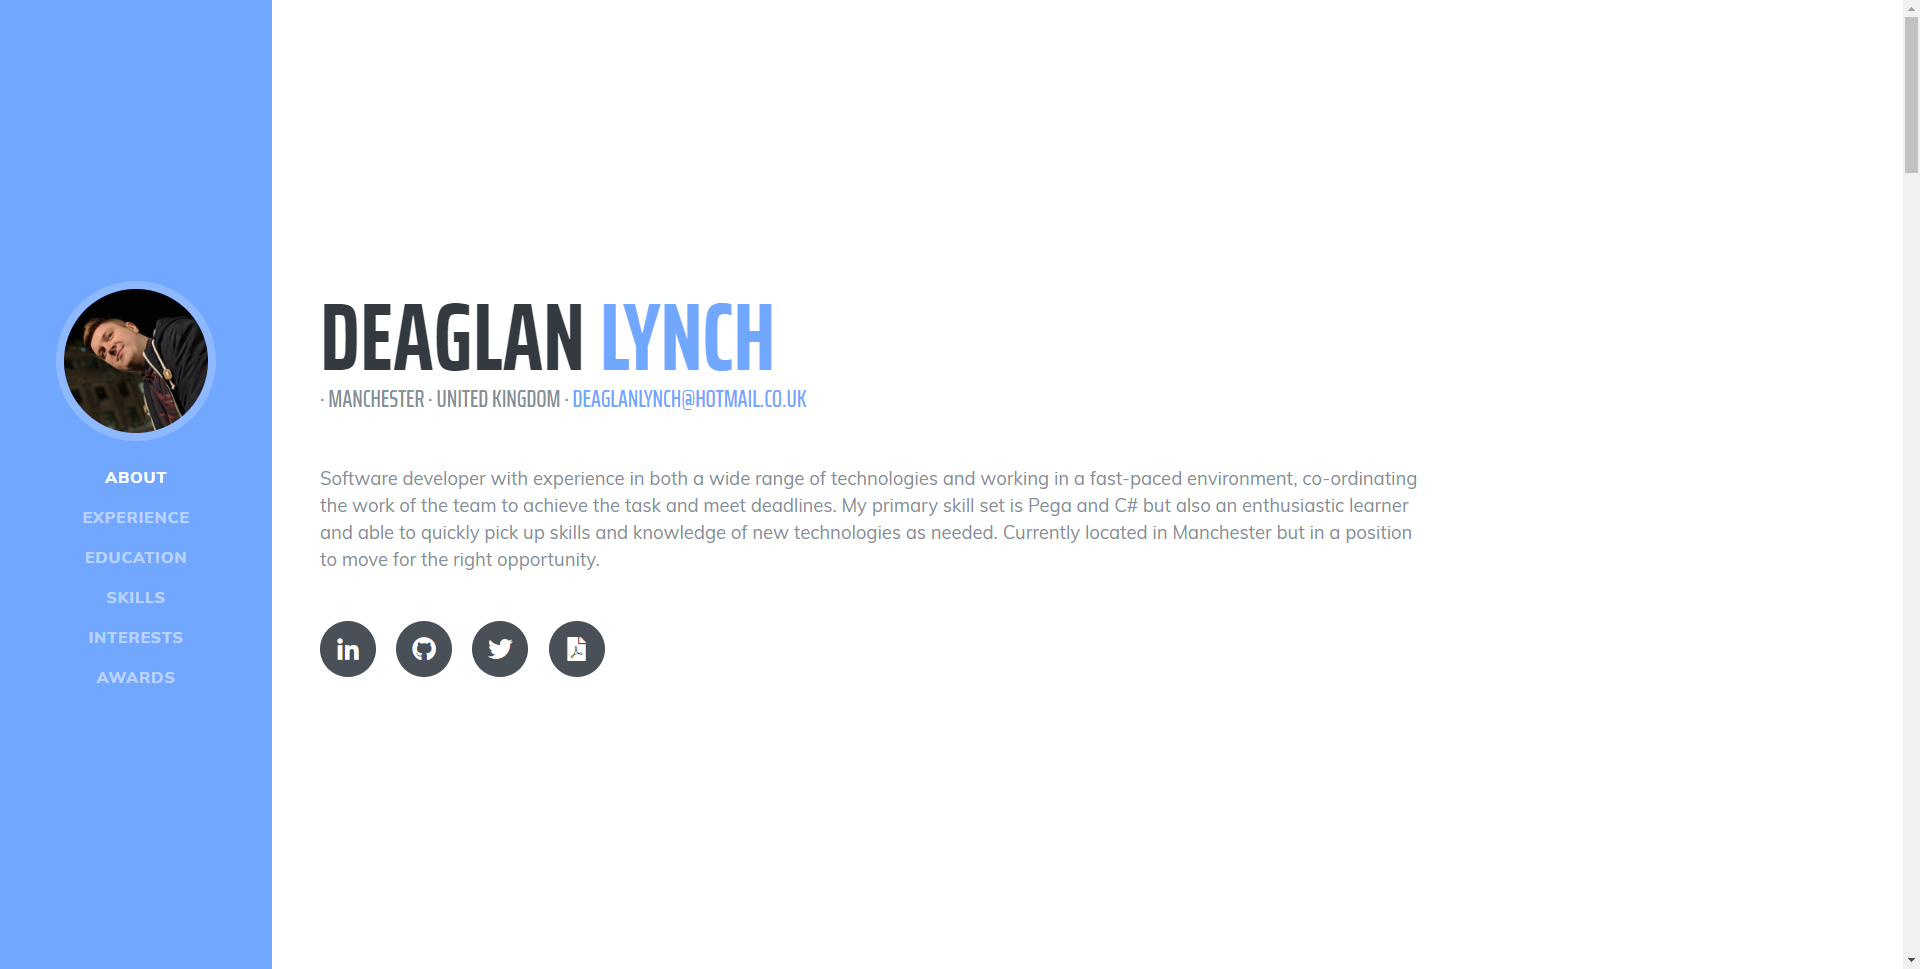 ABOUT
EXPERIENCE
EDUCATION
SKILLS
INTERESTS
AWARDS
DEAGLAN LYNCH
· MANCHESTER · UNITED KINGDOM · DEAGLANLYNCH@HOTMAIL.CO.UK
Software developer with experience in both a wide range of technologies and working in a fast-paced environment, co-ordinating
the work of the team to achieve the task and meet deadlines. My primary skill set is Pega and C# but also an enthusiastic learner
and able to quickly pick up skills and knowledge of new technologies as needed. Currently located in Manchester but in a position
to move for the right opportunity.
in